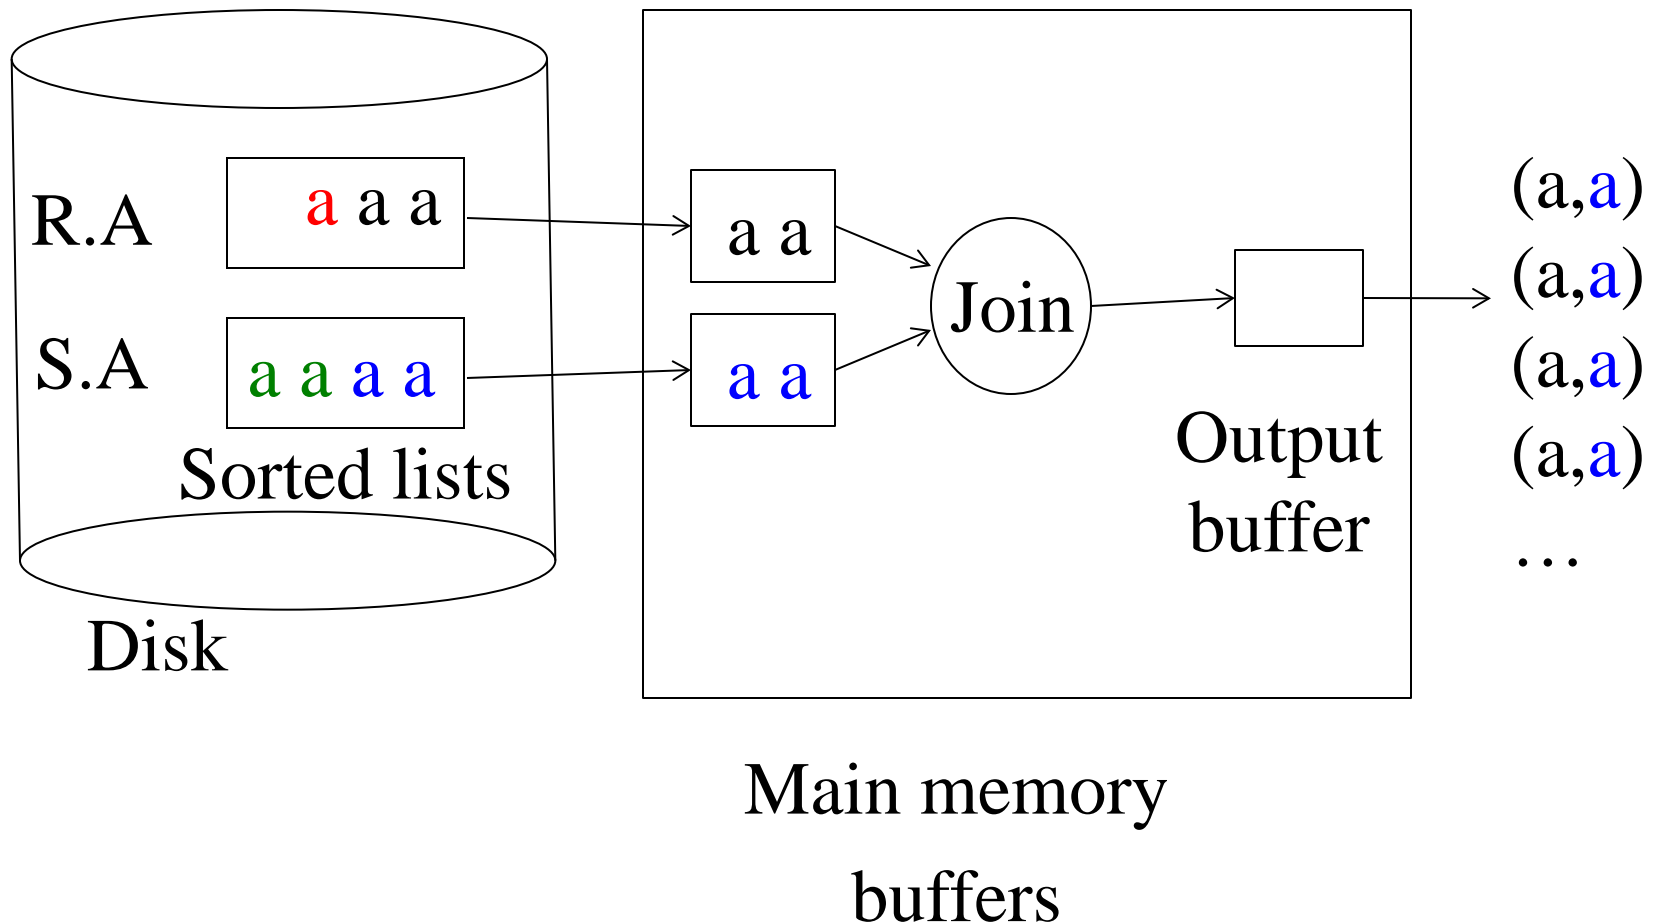 R.A
a a a
S.A
a a a a
Sorted lists
Disk
a a
a a
Join
Output
buffer
(a,a)
(a,a)
(a,a)
(a,a)
…
Main memory
buffers